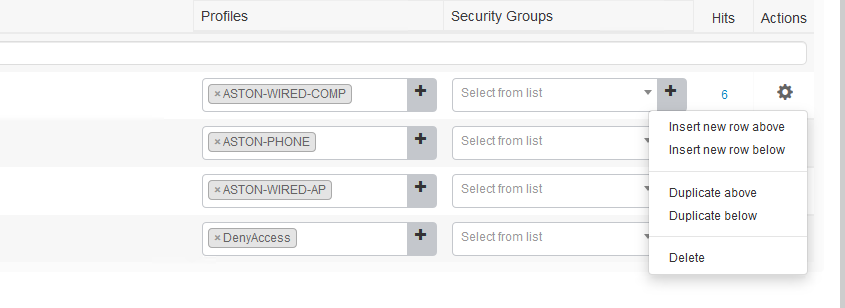 Profiles Security Groups Hits Actions
× ASTON-WIRED-COMP + Select from list + 6
Insert new row above
× ASTON-PHONE + Select from list
Insert new row below
× ASTON-WIRED-AP + Select from list
Duplicate above
Duplicate below
× DenyAccess + Select from list
Delete